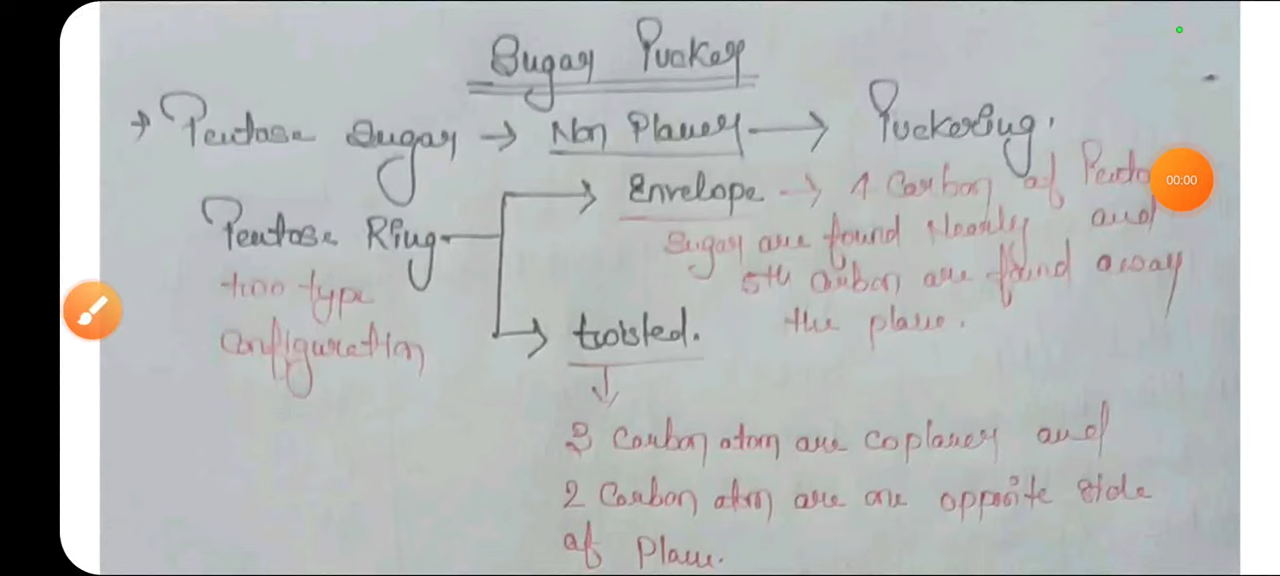 Sugar Pucker
→ Pentose Sugar → Non Planer → Puckering.
Pentose Ring
two type
configuration
Envelope → 4 Carbon of Pento
Sugar are found Nearly and
5th Carbon are found away
the plane.
twisted.
3 Carbon atom are coplaner and
2 Carbon atm are one opposite side
of Plane.
00:00